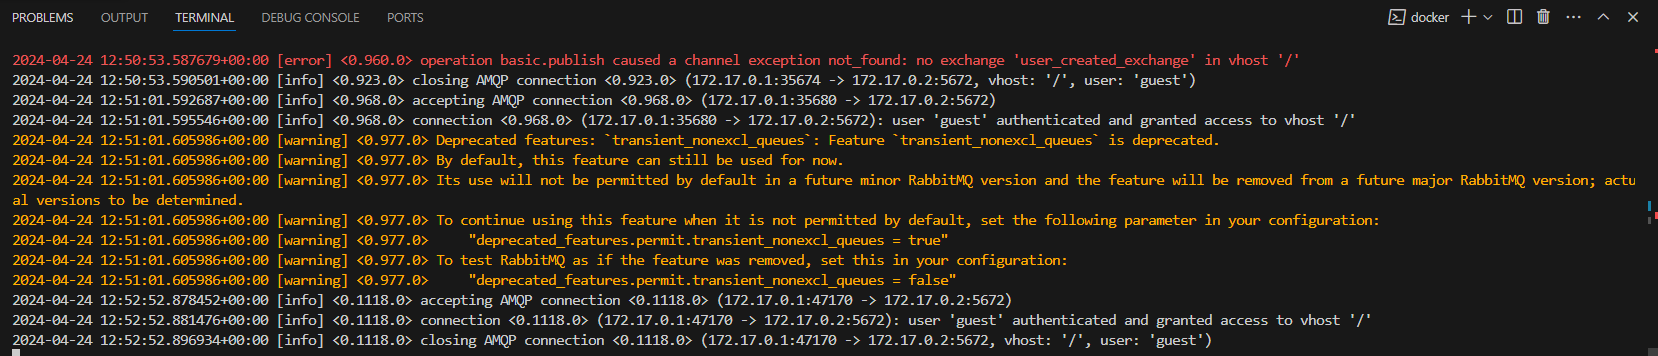 PROBLEMS OUTPUT TERMINAL DEBUG CONSOLE PORTS docker
2024-04-24 12:50:53.587679+00:00 [error] <0.960.0> operation basic.publish caused a channel exception not_found: no exchange 'user_created_exchange' in vhost '/'
2024-04-24 12:50:53.590501+00:00 [info] <0.923.0> closing AMQP connection <0.923.0> (172.17.0.1:35674 -> 172.17.0.2:5672, vhost: '/', user: 'guest')
2024-04-24 12:51:01.592687+00:00 [info] <0.968.0> accepting AMQP connection <0.968.0> (172.17.0.1:35680 -> 172.17.0.2:5672)
2024-04-24 12:51:01.595546+00:00 [info] <0.968.0> connection <0.968.0> (172.17.0.1:35680 -> 172.17.0.2:5672): user 'guest' authenticated and granted access to vhost '/'
2024-04-24 12:51:01.605986+00:00 [warning] <0.977.0> Deprecated features: `transient_nonexcl_queues`: Feature `transient_nonexcl_queues` is deprecated.
2024-04-24 12:51:01.605986+00:00 [warning] <0.977.0> By default, this feature can still be used for now.
2024-04-24 12:51:01.605986+00:00 [warning] <0.977.0> Its use will not be permitted by default in a future minor RabbitMQ version and the feature will be removed from a future major RabbitMQ version; actu
al versions to be determined.
2024-04-24 12:51:01.605986+00:00 [warning] <0.977.0> To continue using this feature when it is not permitted by default, set the following parameter in your configuration:
2024-04-24 12:51:01.605986+00:00 [warning] <0.977.0>     "deprecated_features.permit.transient_nonexcl_queues = true"
2024-04-24 12:51:01.605986+00:00 [warning] <0.977.0> To test RabbitMQ as if the feature was removed, set this in your configuration:
2024-04-24 12:51:01.605986+00:00 [warning] <0.977.0>     "deprecated_features.permit.transient_nonexcl_queues = false"
2024-04-24 12:52:52.878452+00:00 [info] <0.1118.0> accepting AMQP connection <0.1118.0> (172.17.0.1:47170 -> 172.17.0.2:5672)
2024-04-24 12:52:52.881476+00:00 [info] <0.1118.0> connection <0.1118.0> (172.17.0.1:47170 -> 172.17.0.2:5672): user 'guest' authenticated and granted access to vhost '/'
2024-04-24 12:52:52.896934+00:00 [info] <0.1118.0> closing AMQP connection <0.1118.0> (172.17.0.1:47170 -> 172.17.0.2:5672, vhost: '/', user: 'guest')